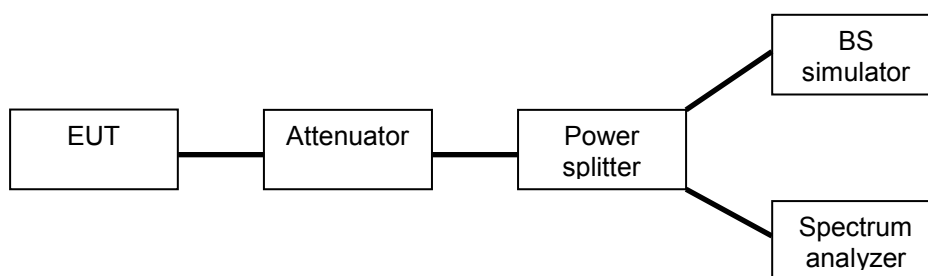 EUT
Attenuator
Power
splitter
BS
simulator
Spectrum
analyzer